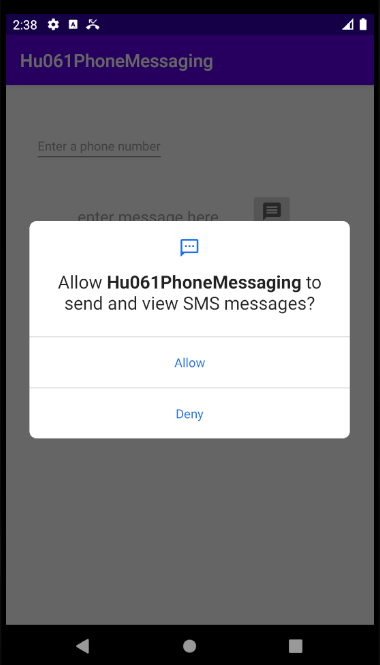 2:38
Hu061PhoneMessaging
Enter a phone number
enter message here
Allow Hu061PhoneMessaging to
send and view SMS messages?
Allow
Deny